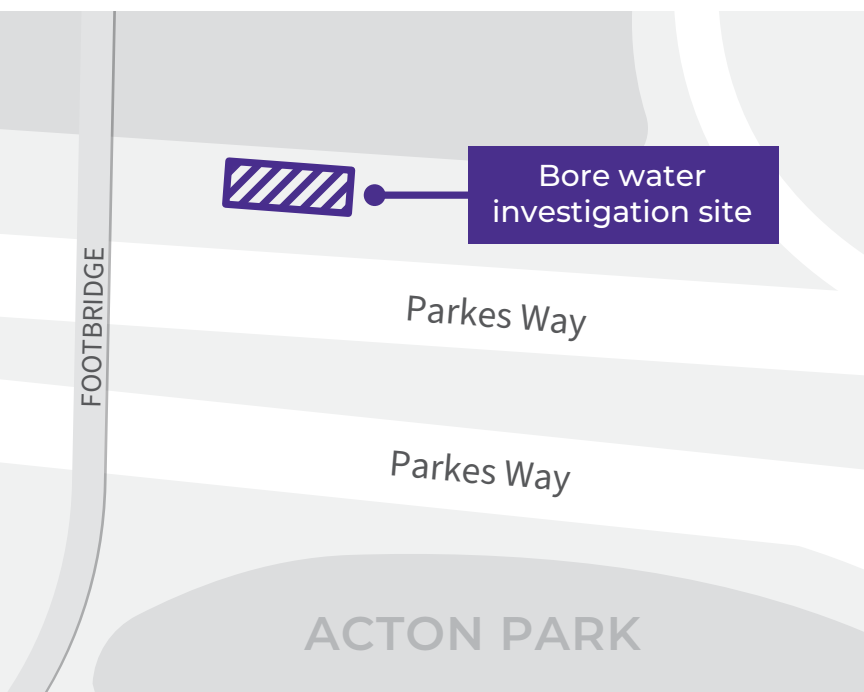 Bore water
investigation site
FOOTBRIDGE
Parkes Way
Parkes Way
ACTON PARK